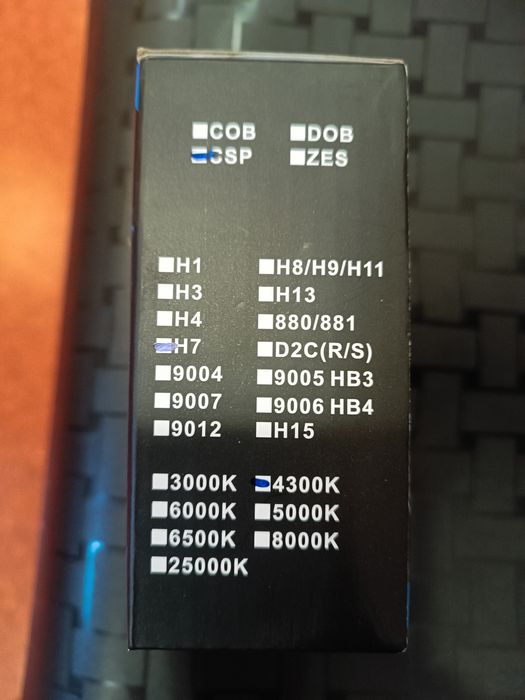 COB DOB
CSP ZES
H1 H8/H9/H11
H3 H13
H4 880/881
H7 D2C(R/S)
9004 9005 HB3
9007 9006 HB4
9012 H15
3000K 4300K
6000K 5000K
6500K 8000K
25000K